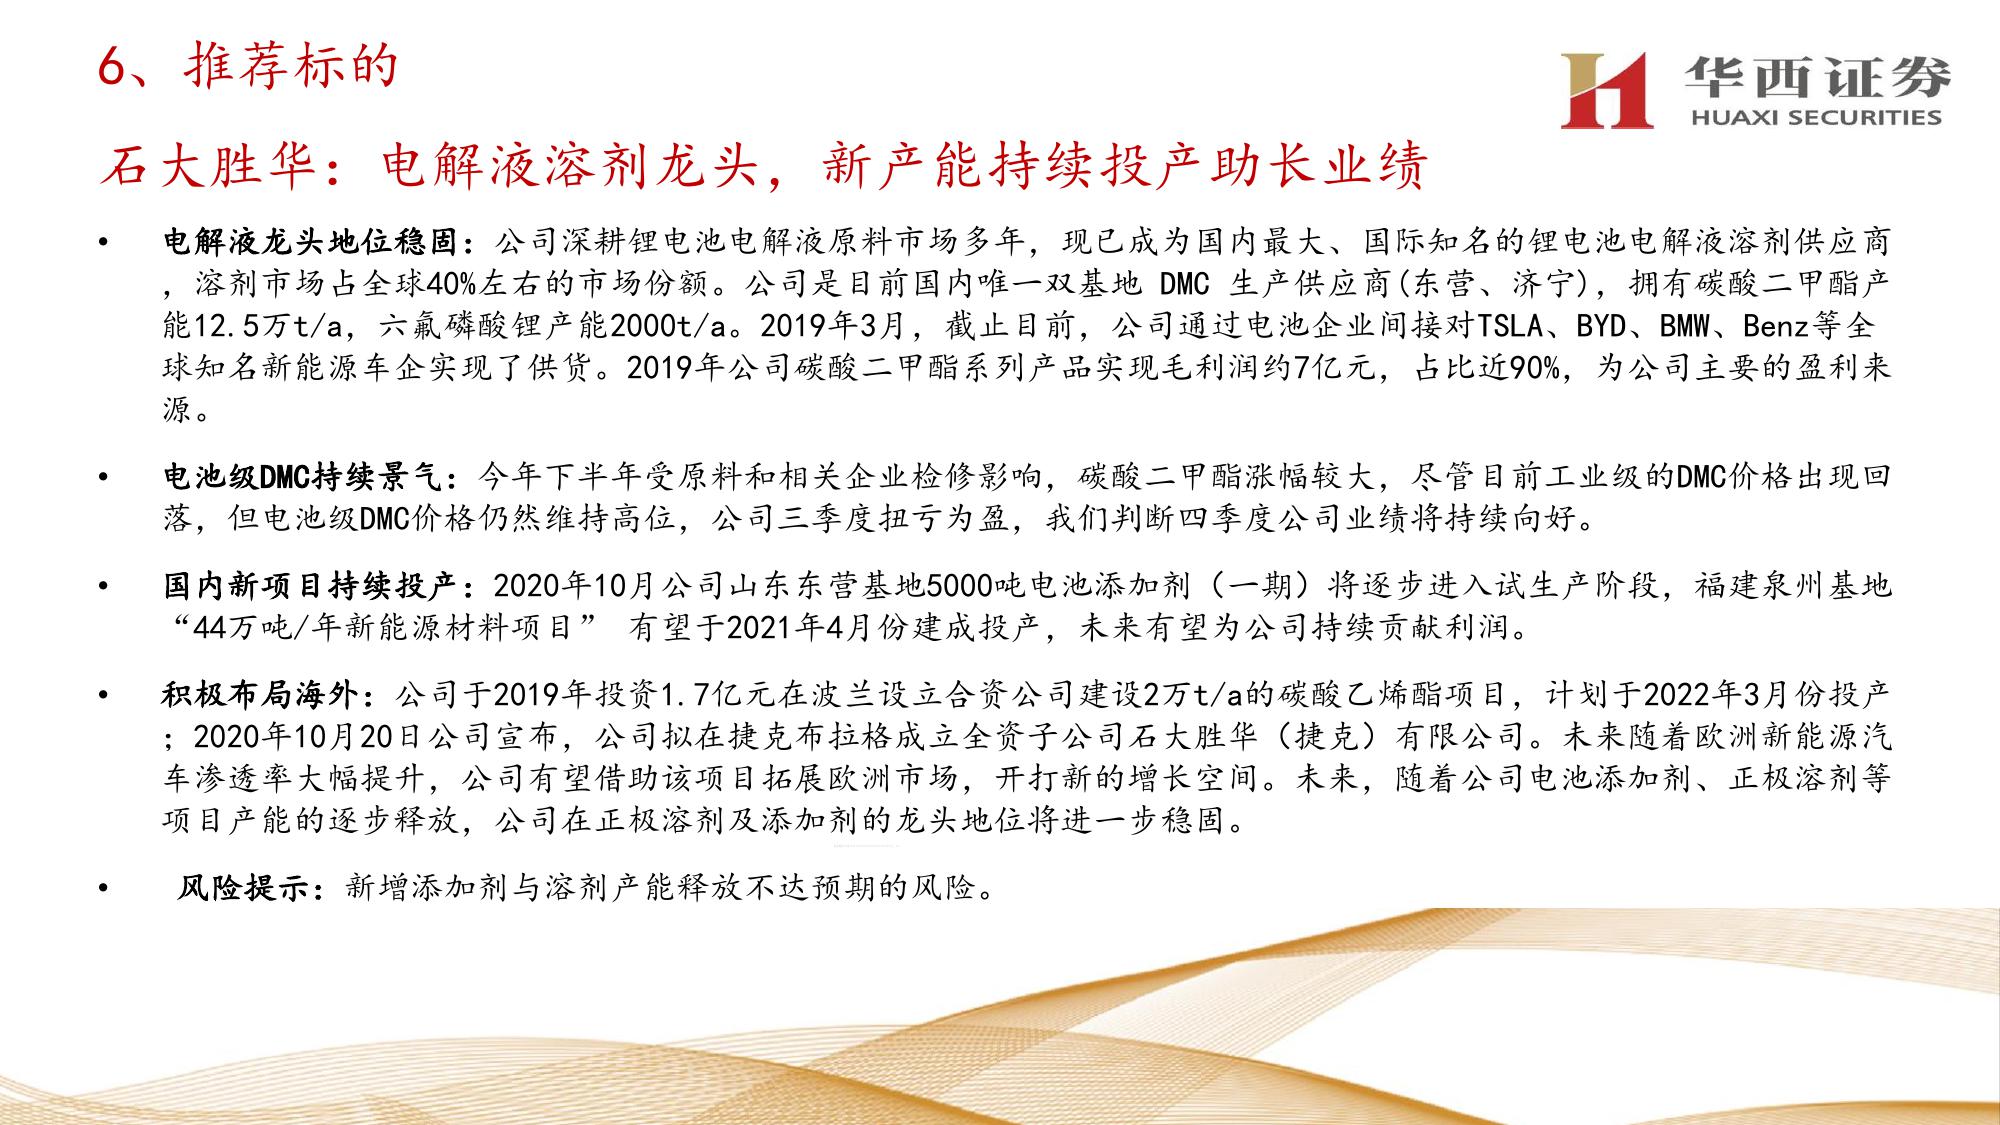 6、推荐标的
华西证券
HUAXI SECURITIES
石大胜华：电解液溶剂龙头，新产能持续投产助长业绩
• 电解液龙头地位稳固：公司深耕锂电池电解液原料市场多年，现已成为国内最大、国际知名的锂电池电解液溶剂供应商
，溶剂市场占全球40%左右的市场份额。公司是目前国内唯一双基地 DMC 生产供应商(东营、济宁)，拥有碳酸二甲酯产
能12.5万t/a，六氟磷酸锂产能2000t/a。2019年3月，截止目前，公司通过电池企业间接对TSLA、BYD、BMW、Benz等全
球知名新能源车企实现了供货。2019年公司碳酸二甲酯系列产品实现毛利润约7亿元，占比近90%，为公司主要的盈利来
源。
• 电池级DMC持续景气：今年下半年受原料和相关企业检修影响，碳酸二甲酯涨幅较大，尽管目前工业级的DMC价格出现回
落，但电池级DMC价格仍然维持高位，公司三季度扭亏为盈，我们判断四季度公司业绩将持续向好。
• 国内新项目持续投产：2020年10月公司山东东营基地5000吨电池添加剂（一期）将逐步进入试生产阶段，福建泉州基地
“44万吨/年新能源材料项目” 有望于2021年4月份建成投产，未来有望为公司持续贡献利润。
• 积极布局海外：公司于2019年投资1.7亿元在波兰设立合资公司建设2万t/a的碳酸乙烯酯项目，计划于2022年3月份投产
；2020年10月20日公司宣布，公司拟在捷克布拉格成立全资子公司石大胜华（捷克）有限公司。未来随着欧洲新能源汽
车渗透率大幅提升，公司有望借助该项目拓展欧洲市场，开打新的增长空间。未来，随着公司电池添加剂、正极溶剂等
项目产能的逐步释放，公司在正极溶剂及添加剂的龙头地位将进一步稳固。
• 风险提示：新增添加剂与溶剂产能释放不达预期的风险。